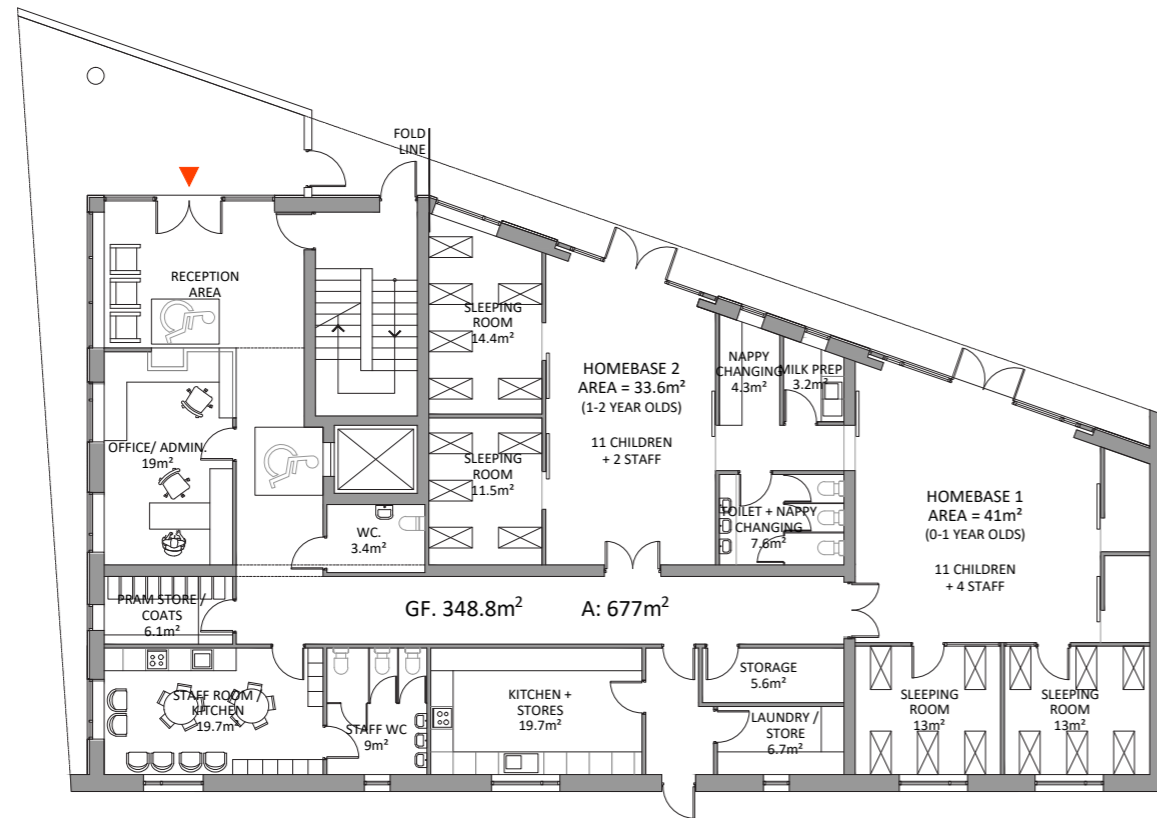 FOLD
LINE
RECEPTION
AREA
SLEEPING
ROOM
14.4m²
HOMEBASE 2
AREA = 33.6m²
(1-2 YEAR OLDS)
11 CHILDREN
+ 2 STAFF
NAPPY
CHANGING
4.3m²
MILK PREP
3.2m²
OFFICE/ ADMIN.
19m²
SLEEPING
ROOM
11.5m²
TOILET + NAPPY
CHANGING
7.6m²
HOMEBASE 1
AREA = 41m²
(0-1 YEAR OLDS)
11 CHILDREN
+ 4 STAFF
WC.
3.4m²
PRAM STORE /
COATS
6.1m²
GF. 348.8m²
A: 677m²
STAFF ROOM /
KITCHEN
19.7m²
STAFF WC
9m²
KITCHEN +
STORES
19.7m²
STORAGE
5.6m²
LAUNDRY /
STORE
6.7m²
SLEEPING
ROOM
13m²
SLEEPING
ROOM
13m²